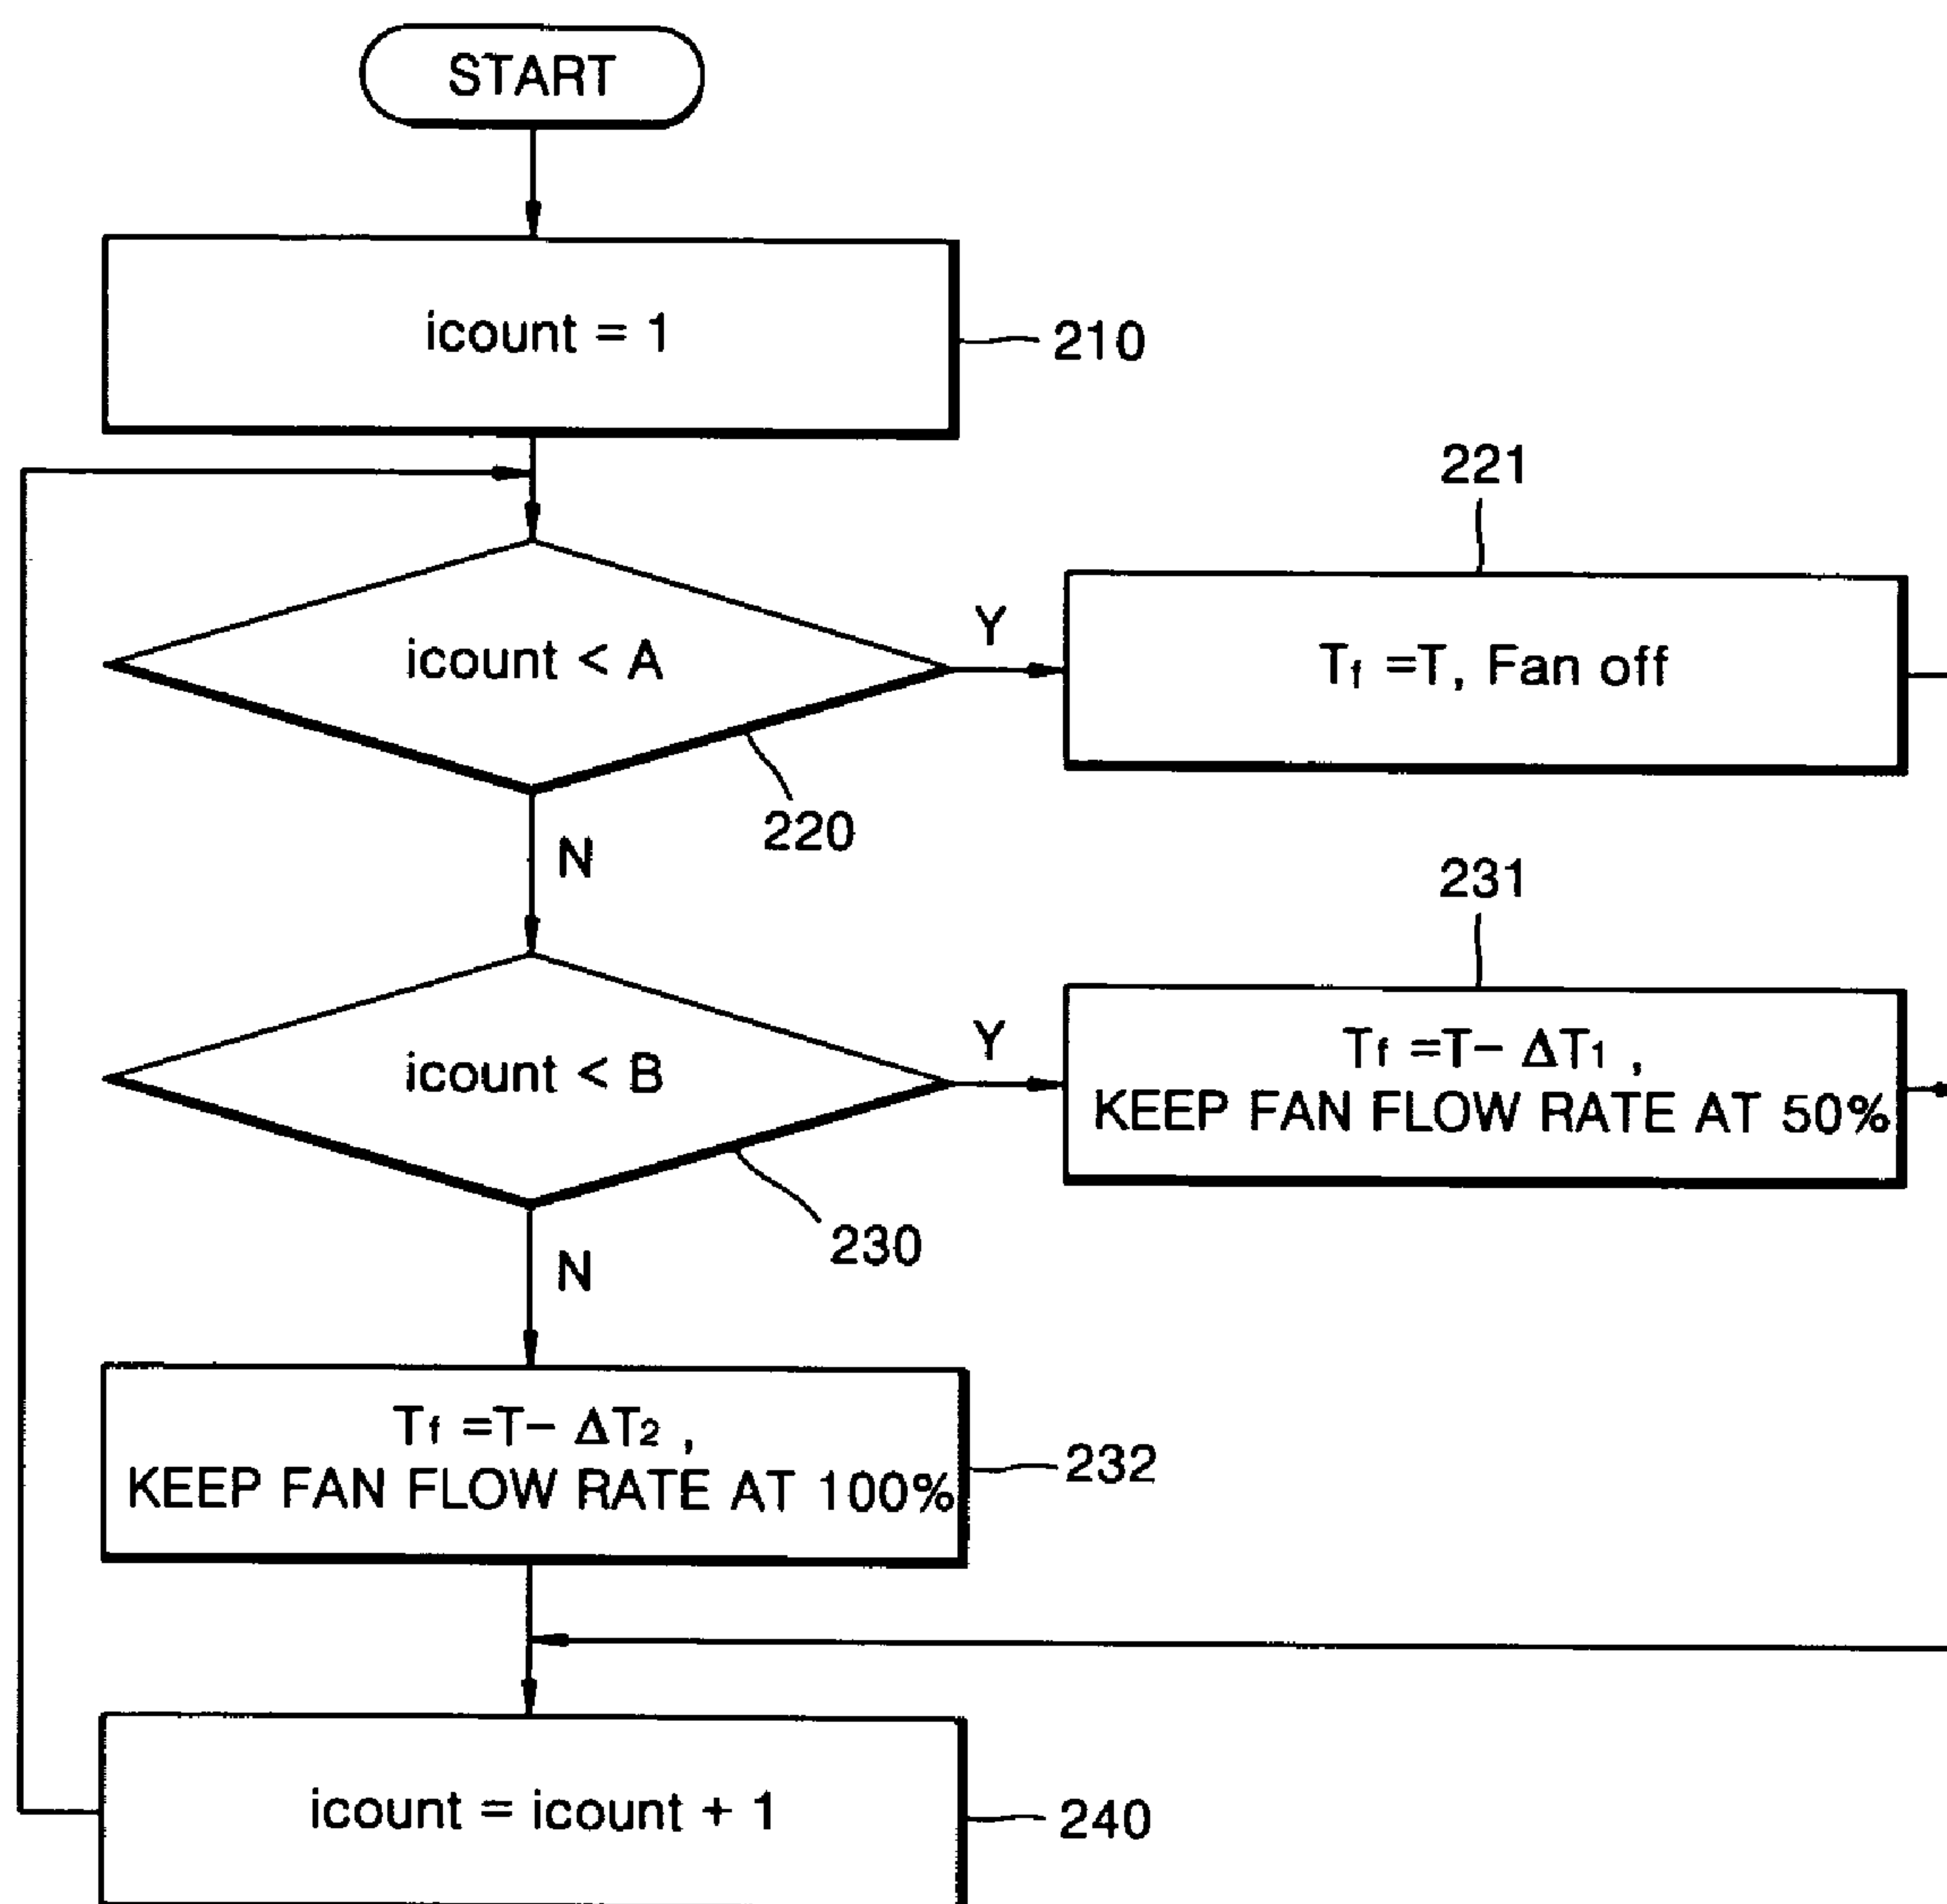 START
icount = 1
210
221
icount < A
Y
Tf =T, Fan off
220
N
231
icount < B
Y
Tf =T- ΔT1 ,
KEEP FAN FLOW RATE AT 50%
230
N
Tf =T- ΔT2 ,
KEEP FAN FLOW RATE AT 100%
232
icount = icount + 1
240